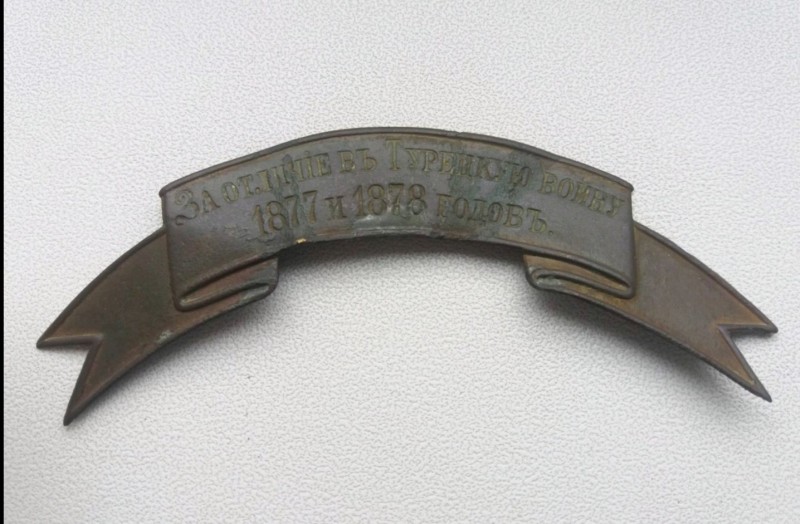 За отличіе въ Турецкую войну
1877 и 1878 годовъ.